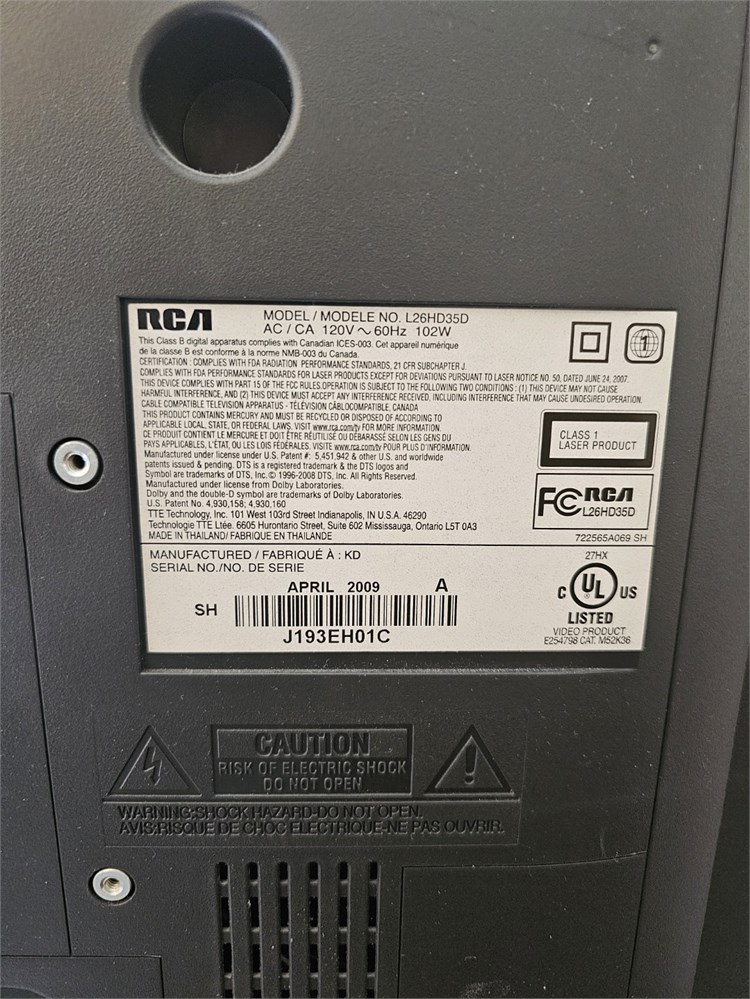 RCA
MODEL / MODELE NO. L26HD35D
AC / CA 120V ~ 60Hz 102W
This Class B digital apparatus complies with Canadian ICES-003. Cet appareil numérique
de la classe B est conforme à la norme NMB-003 du Canada.
CERTIFICATION : COMPLIES WITH FDA RADIATION PERFORMANCE STANDARDS, 21 CFR SUBCHAPTER J.
COMPLIES WITH FDA PERFORMANCE STANDARDS FOR LASER PRODUCTS EXCEPT FOR DEVIATIONS PURSUANT TO LASER NOTICE NO. 50, DATED JUNE 24, 2007.
THIS DEVICE COMPLIES WITH PART 15 OF THE FCC RULES.OPERATION IS SUBJECT TO THE FOLLOWING TWO CONDITIONS : (1) THIS DEVICE MAY NOT CAUSE
HARMFUL INTERFERENCE, AND (2) THIS DEVICE MUST ACCEPT ANY INTERFERENCE RECEIVED, INCLUDING INTERFERENCE THAT MAY CAUSE UNDESIRED OPERATION.
CABLE COMPATIBLE TELEVISION APPARATUS - TÉLÉVISION CÂBLOCOMPATIBLE, CANADA
THIS PRODUCT CONTAINS MERCURY AND MUST BE RECYCLED OR DISPOSED OF ACCORDING TO
APPLICABLE LOCAL, STATE, OR FEDERAL LAWS. VISIT www.rca.com/tv FOR MORE INFORMATION.
CE PRODUIT CONTIENT LE MERCURE ET DOIT ÊTRE RÉUTILISÉ OU DÉBARASSÉ SELON LES GENS DU
PAYS APPLICABLES, L'ÉTAT, OU LES LOIS FÉDÉRALES. VISITE www.rca.com/tv POUR PLUS D'INFORMATION.
Manufactured under license under U.S. Patent #: 5,451,942 & other U.S. and worldwide
patents issued & pending. DTS is a registered trademark & the DTS logos and
Symbol are trademarks of DTS, Inc. © 1996-2008 DTS, Inc. All Rights Reserved.
Manufactured under license from Dolby Laboratories.
Dolby and the double-D symbol are trademarks of Dolby Laboratories.
U.S. Patent No. 4,930,158; 4,930,160
TTE Technology, Inc. 101 West 103rd Street Indianapolis, IN U.S.A. 46290
Technologie TTE Ltée. 6605 Hurontario Street, Suite 602 Mississauga, Ontario L5T 0A3
MADE IN THAILAND/FABRIQUÉ EN THAILANDE
1
CLASS 1
LASER PRODUCT
FC RCA
L26HD35D
722565A069 SH
MANUFACTURED / FABRIQUÉ À : KD
SERIAL NO./NO. DE SERIE
APRIL 2009 A
SH
J193EH01C
27HX
C UL US
LISTED
VIDEO PRODUCT
E254798 CAT. M52K36
CAUTION
RISK OF ELECTRIC SHOCK
DO NOT OPEN
!
WARNING:SHOCK HAZARD-DO NOT OPEN.
AVIS:RISQUE DE CHOC ELECTRIQUE-NE PAS OUVRIR.